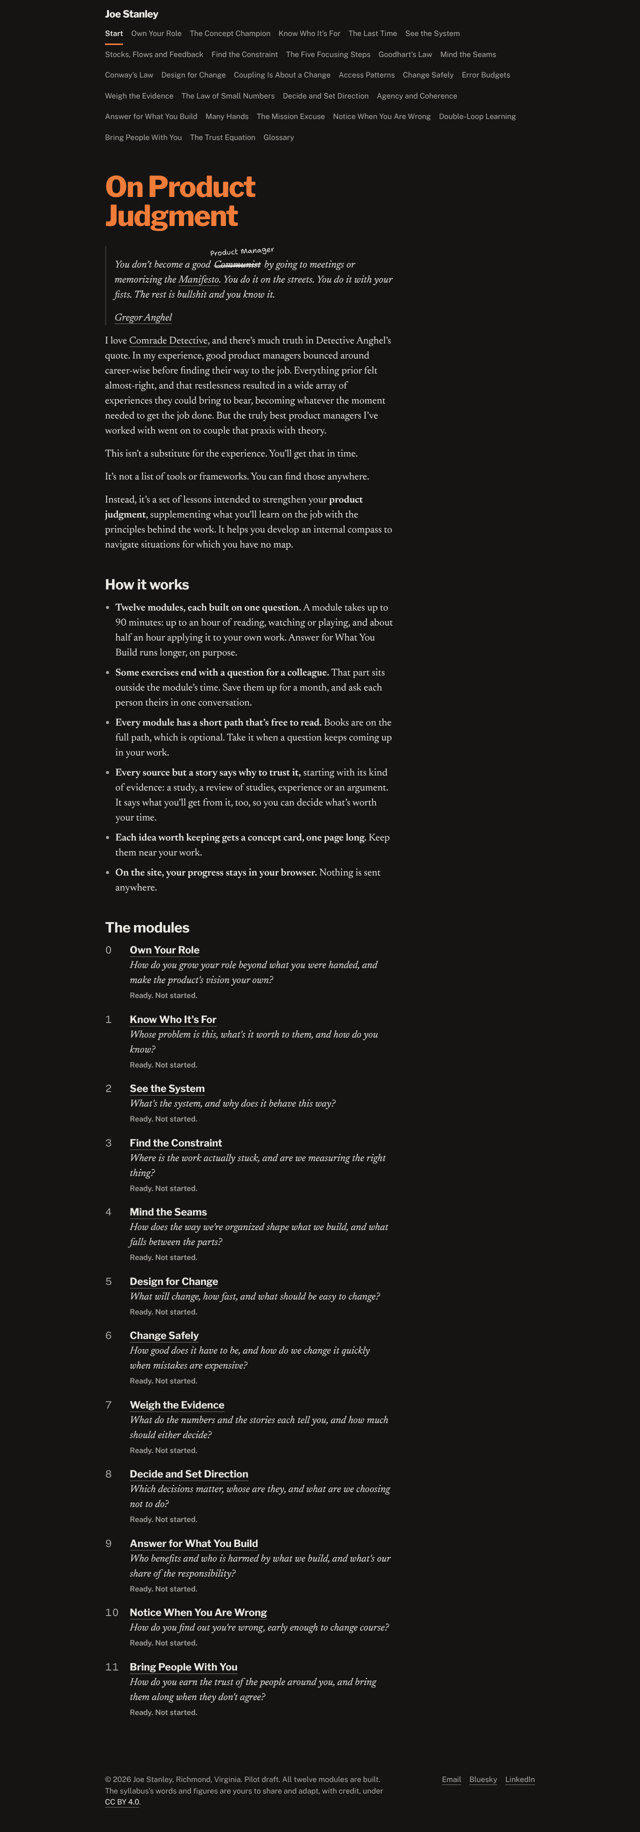 Joe Stanley
Start Own Your Role The Concept Champion Know Who It's For The Last Time See the System
Stocks, Flows and Feedback Find the Constraint The Five Focusing Steps Goodhart's Law Mind the Seams
Conway's Law Design for Change Coupling Is About a Change Access Patterns Change Safely Error Budgets
Weigh the Evidence The Law of Small Numbers Decide and Set Direction Agency and Coherence
Answer for What You Build Many Hands The Mission Excuse Notice When You Are Wrong Double-Loop Learning
Bring People With You The Trust Equation Glossary
On Product
Judgment
Product Manager
You don't become a good Communist by going to meetings or
memorizing the Manifesto. You do it on the streets. You do it with your
fists. The rest is bullshit and you know it.
Gregor Anghel
I love Comrade Detective, and there's much truth in Detective Anghel's
quote. In my experience, good product managers bounced around
career-wise before finding their way to the job. Everything prior felt
almost-right, and that restlessness resulted in a wide array of
experiences they could bring to bear, becoming whatever the moment
needed to get the job done. But the truly best product managers I've
worked with went on to couple that praxis with theory.
This isn't a substitute for the experience. You'll get that in time.
It's not a list of tools or frameworks. You can find those anywhere.
Instead, it's a set of lessons intended to strengthen your product
judgment, supplementing what you'll learn on the job with the
principles behind the work. It helps you develop an internal compass to
navigate situations for which you have no map.
How it works
• Twelve modules, each built on one question. A module takes up to
90 minutes: up to an hour of reading, watching or playing, and about
half an hour applying it to your own work. Answer for What You
Build runs longer, on purpose.
• Some exercises end with a question for a colleague. That part sits
outside the module's time. Save them up for a month, and ask each
person theirs in one conversation.
• Every module has a short path that's free to read. Books are on the
full path, which is optional. Take it when a question keeps coming up
in your work.
• Every source but a story says why to trust it, starting with its kind
of evidence: a study, a review of studies, experience or an argument.
It says what you'll get from it, too, so you can decide what's worth
your time.
• Each idea worth keeping gets a concept card, one page long. Keep
them near your work.
• On the site, your progress stays in your browser. Nothing is sent
anywhere.
The modules
0 Own Your Role
How do you grow your role beyond what you were handed, and
make the product's vision your own?
Ready. Not started.
1 Know Who It's For
Whose problem is this, what's it worth to them, and how do you
know?
Ready. Not started.
2 See the System
What's the system, and why does it behave this way?
Ready. Not started.
3 Find the Constraint
Where is the work actually stuck, and are we measuring the right
thing?
Ready. Not started.
4 Mind the Seams
How does the way we're organized shape what we build, and what
falls between the parts?
Ready. Not started.
5 Design for Change
What will change, how fast, and what should be easy to change?
Ready. Not started.
6 Change Safely
How good does it have to be, and how do we change it quickly
when mistakes are expensive?
Ready. Not started.
7 Weigh the Evidence
What do the numbers and the stories each tell you, and how much
should either decide?
Ready. Not started.
8 Decide and Set Direction
Which decisions matter, whose are they, and what are we choosing
not to do?
Ready. Not started.
9 Answer for What You Build
Who benefits and who is harmed by what we build, and what's our
share of the responsibility?
Ready. Not started.
10 Notice When You Are Wrong
How do you find out you're wrong, early enough to change course?
Ready. Not started.
11 Bring People With You
How do you earn the trust of the people around you, and bring
them along when they don't agree?
Ready. Not started.
© 2026 Joe Stanley, Richmond, Virginia. Pilot draft. All twelve modules are built. Email Bluesky LinkedIn
The syllabus's words and figures are yours to share and adapt, with credit, under
CC BY 4.0.